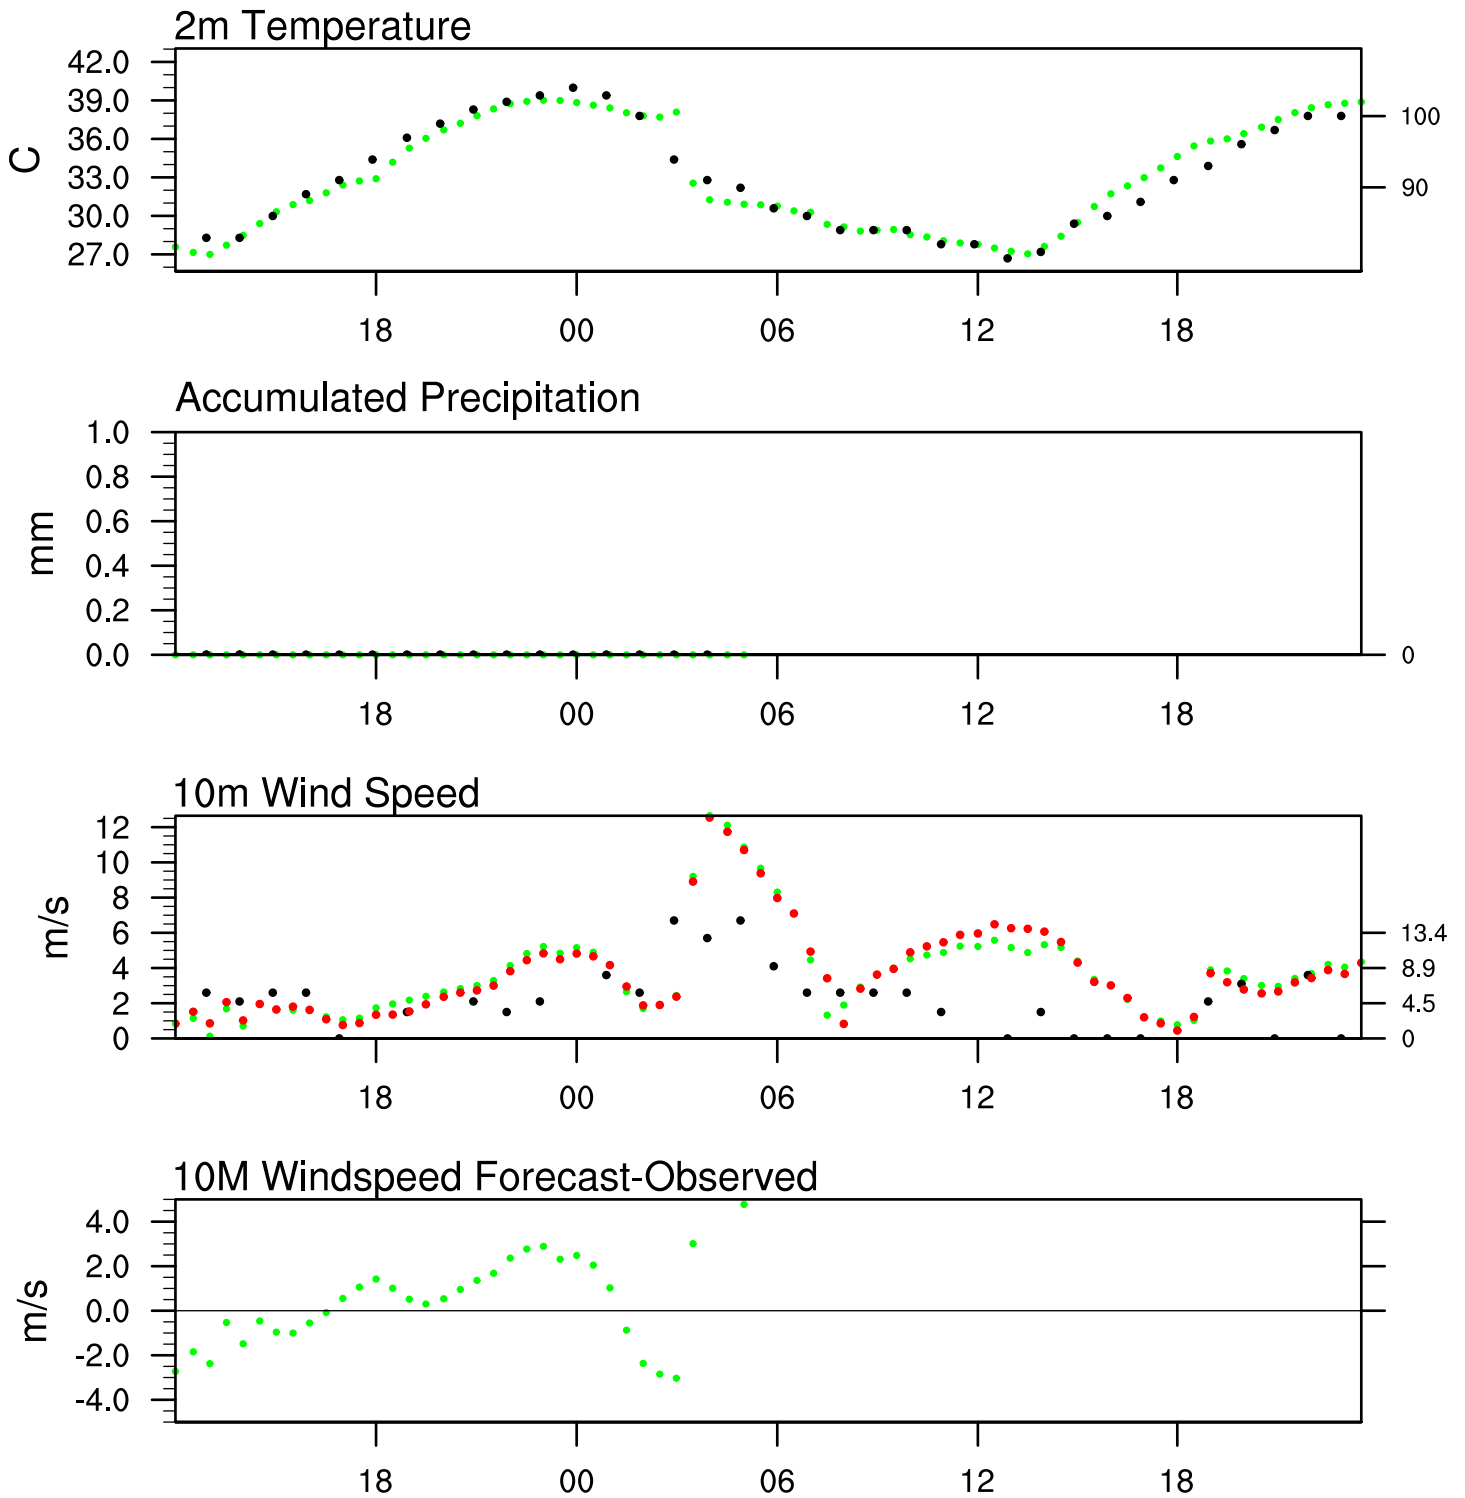 2m Temperature
42.0
39.0
36.0
33.0
30.0
27.0
C
100
90
18 00 06 12 18
Accumulated Precipitation
1.0
0.8
0.6
0.4
0.2
0.0
mm
0
18 00 06 12 18
10m Wind Speed
12
10
8
6
4
2
0
m/s
13.4
8.9
4.5
0
18 00 06 12 18
10M Windspeed Forecast-Observed
4.0
2.0
0.0
-2.0
-4.0
m/s
18 00 06 12 18